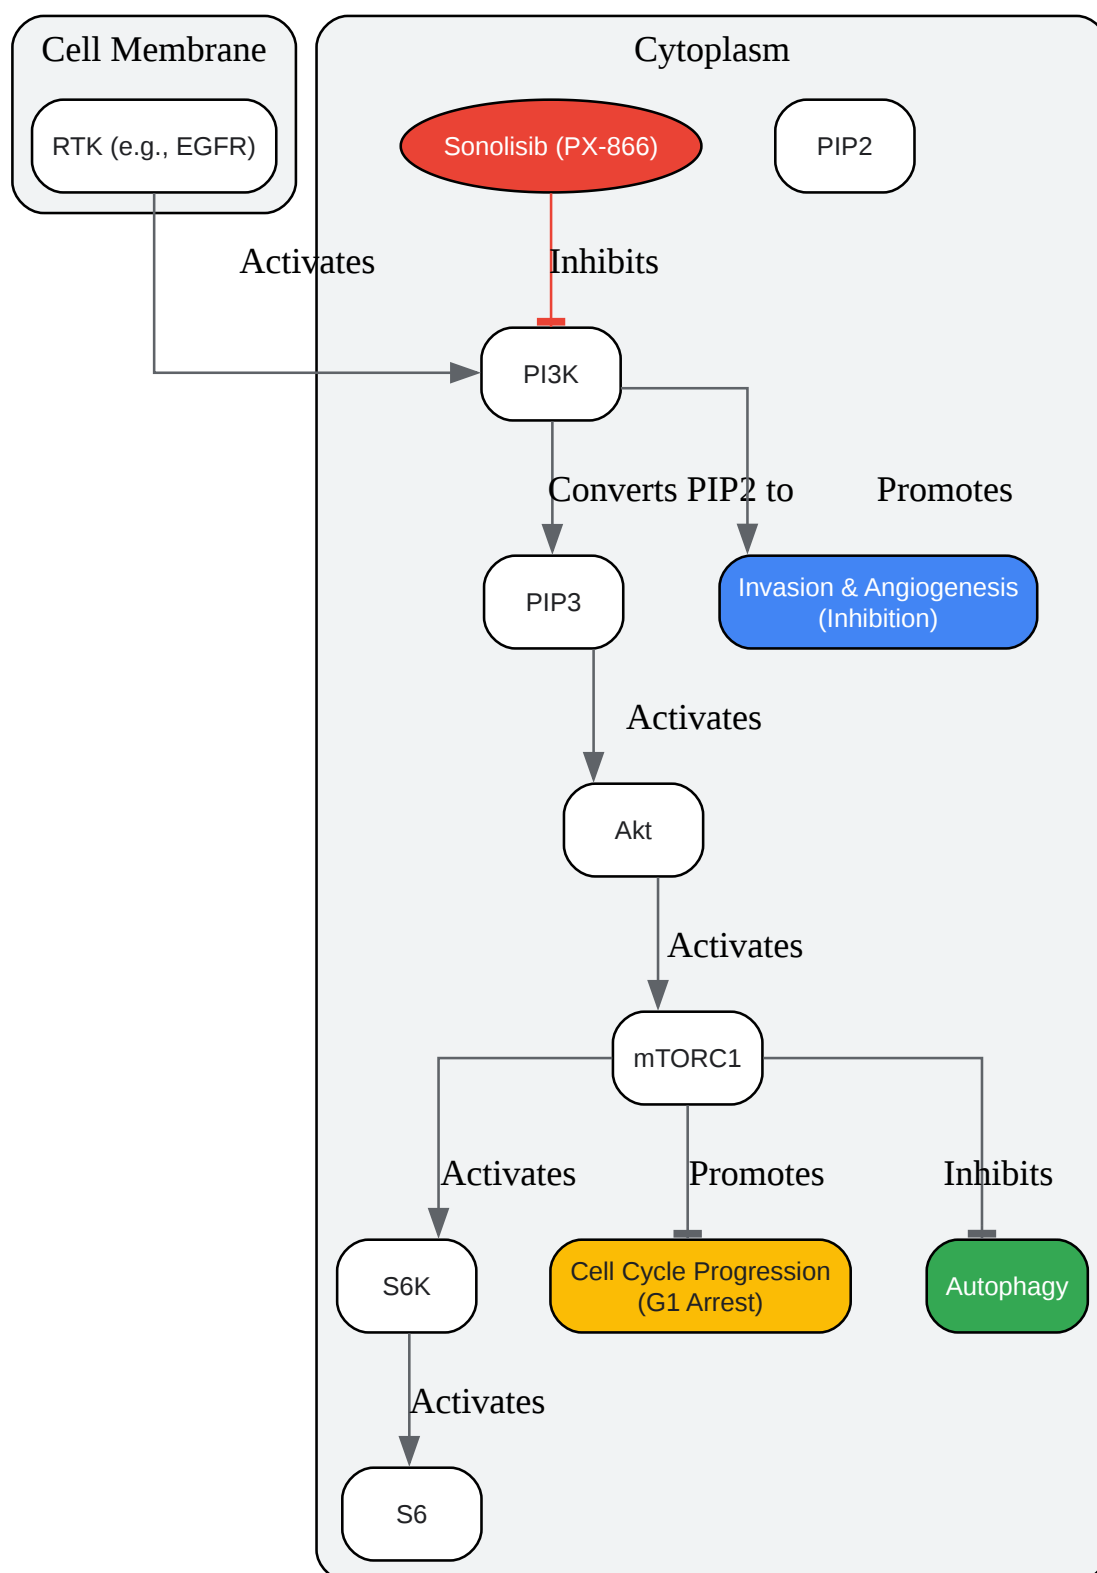 Cell Membrane
Cytoplasm
RTK (e.g., EGFR)
Sonolisib (PX-866)
PIP2
Activates
Inhibits
PI3K
Converts PIP2 to
Promotes
PIP3
Invasion & Angiogenesis
(Inhibition)
Activates
Akt
Activates
mTORC1
Activates
Promotes
Inhibits
S6K
Cell Cycle Progression
(G1 Arrest)
Autophagy
Activates
S6